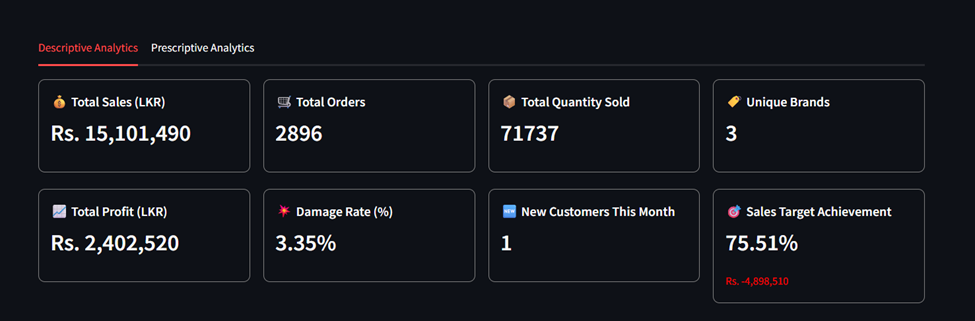 Descriptive Analytics Prescriptive Analytics
Total Sales (LKR)
Rs. 15,101,490
Total Orders
2896
Total Quantity Sold
71737
Unique Brands
3
Total Profit (LKR)
Rs. 2,402,520
Damage Rate (%)
3.35%
NEW New Customers This Month
1
Sales Target Achievement
75.51%
Rs. -4,898,510